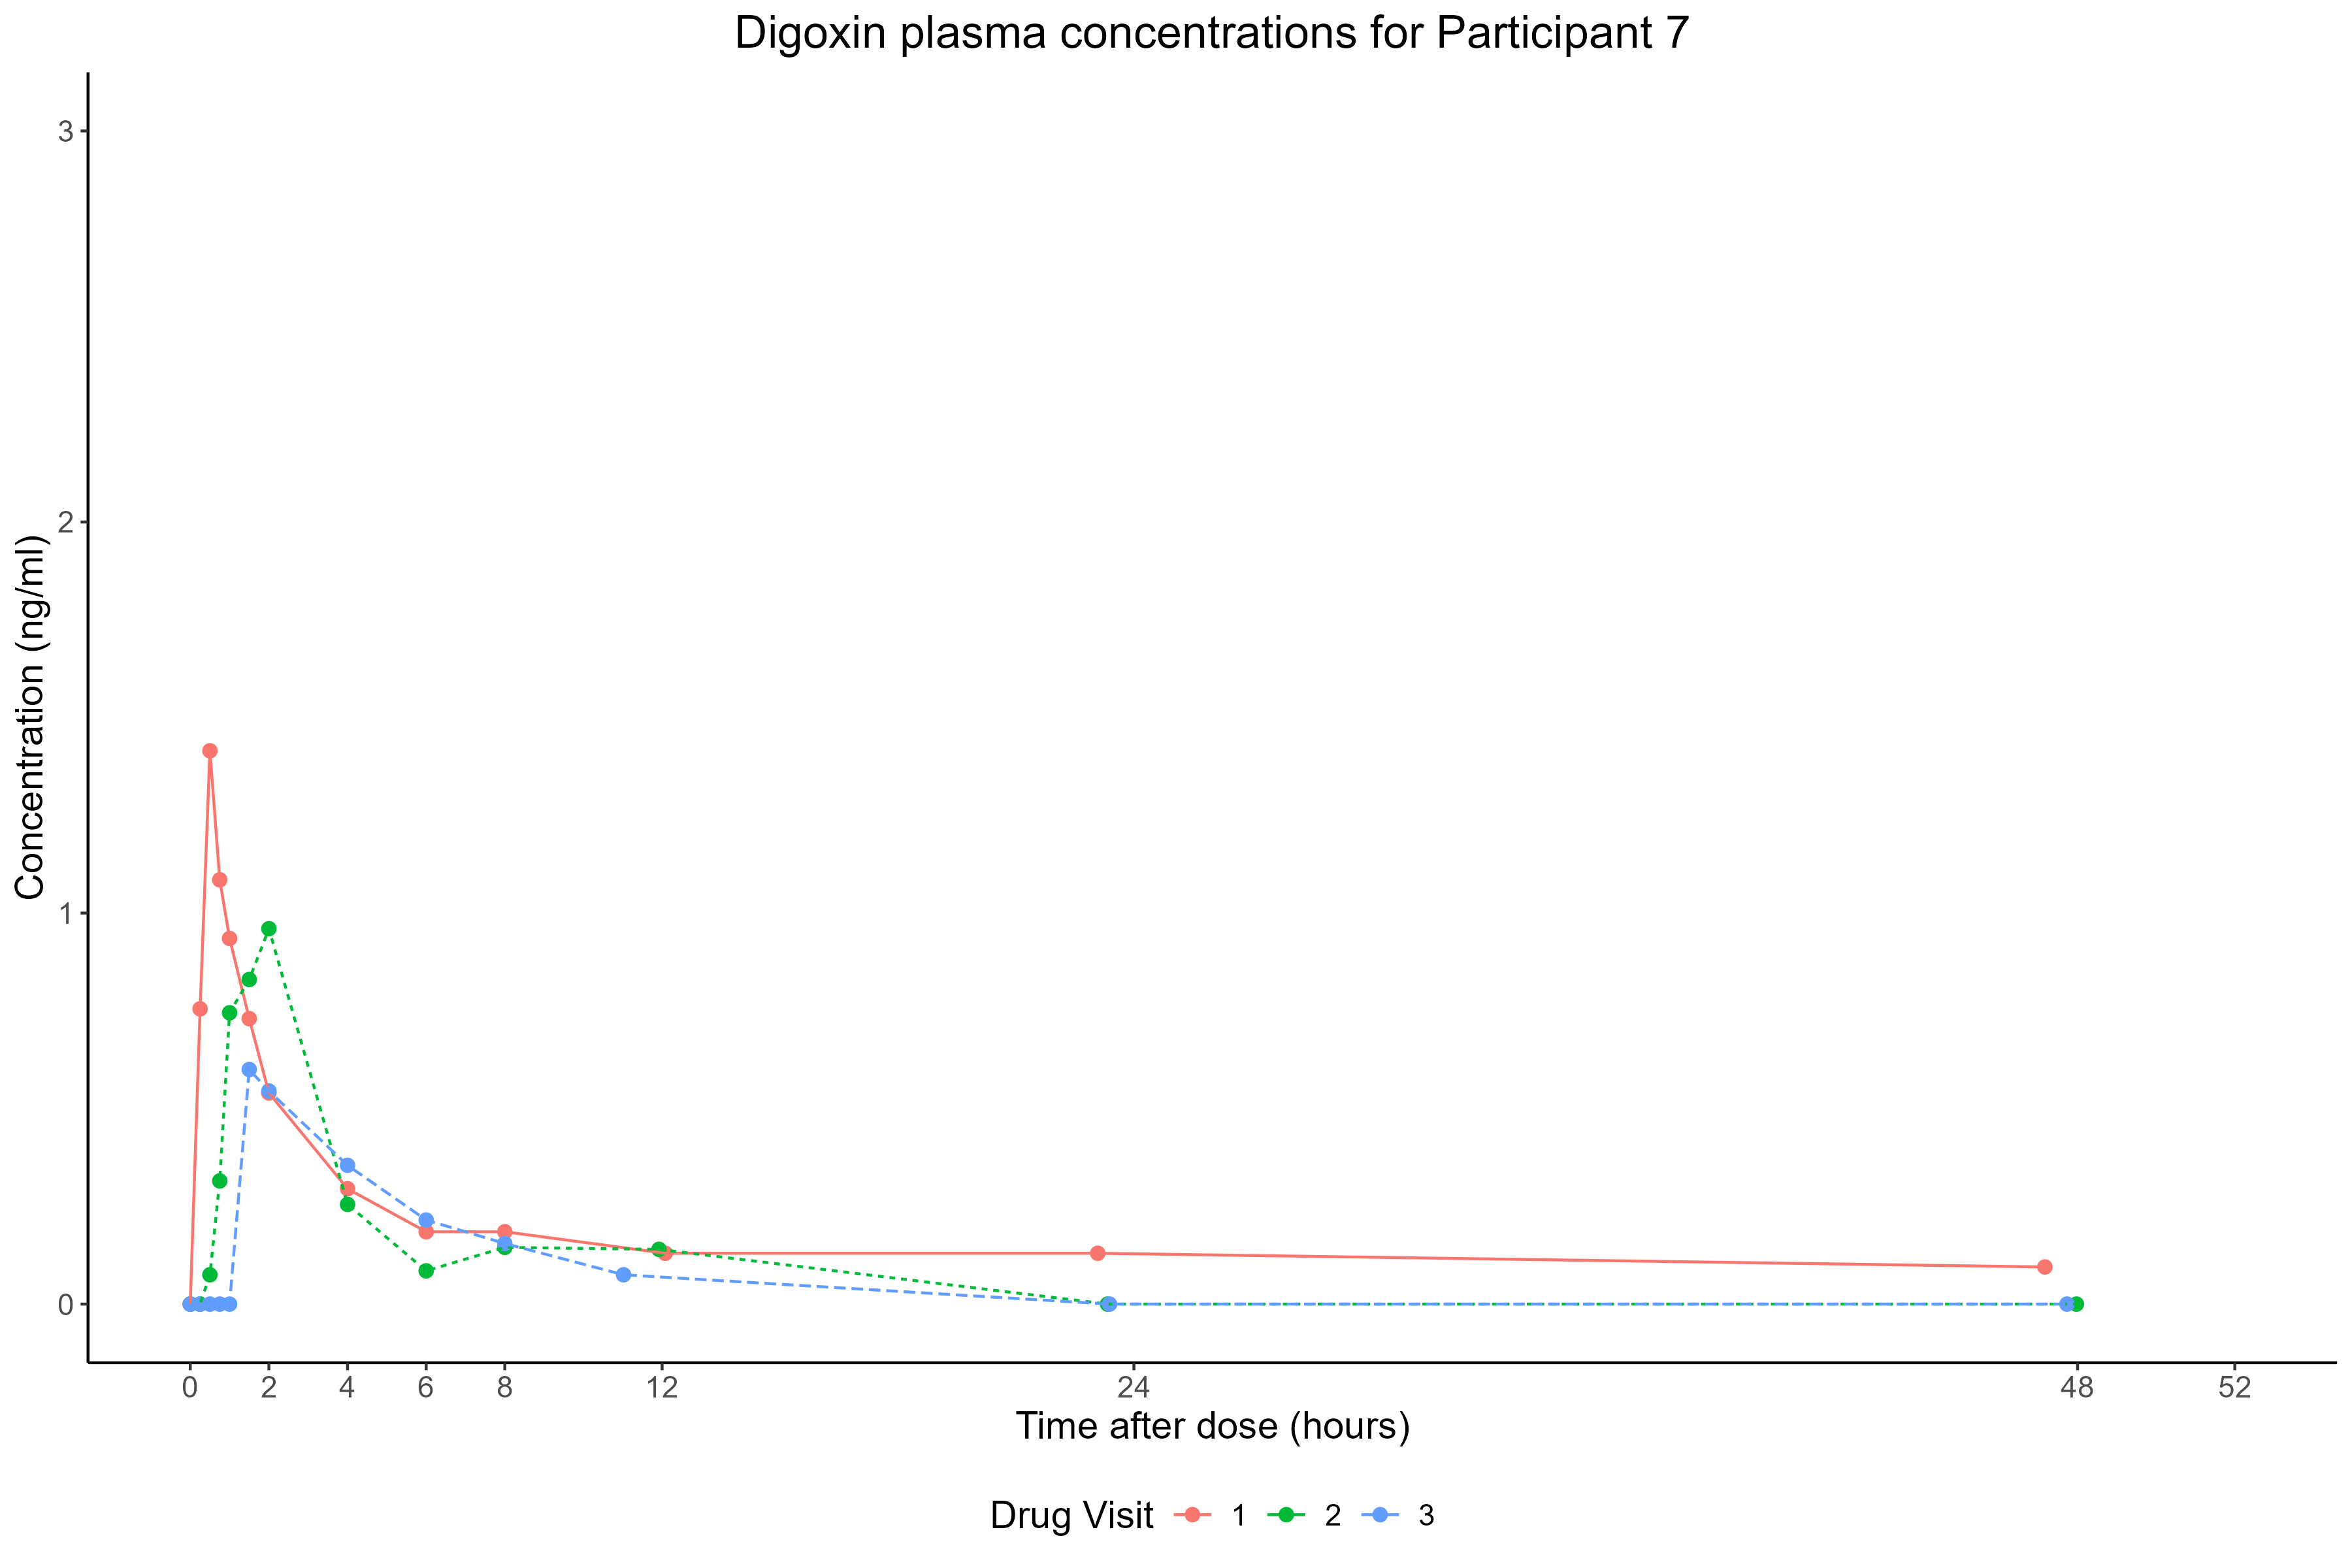 Digoxin plasma concentrations for Participant 7
3
2
1
0
Concentration (ng/ml)
0 2 4 6 8 12 24 48 52
Time after dose (hours)
Drug Visit 1 2 3